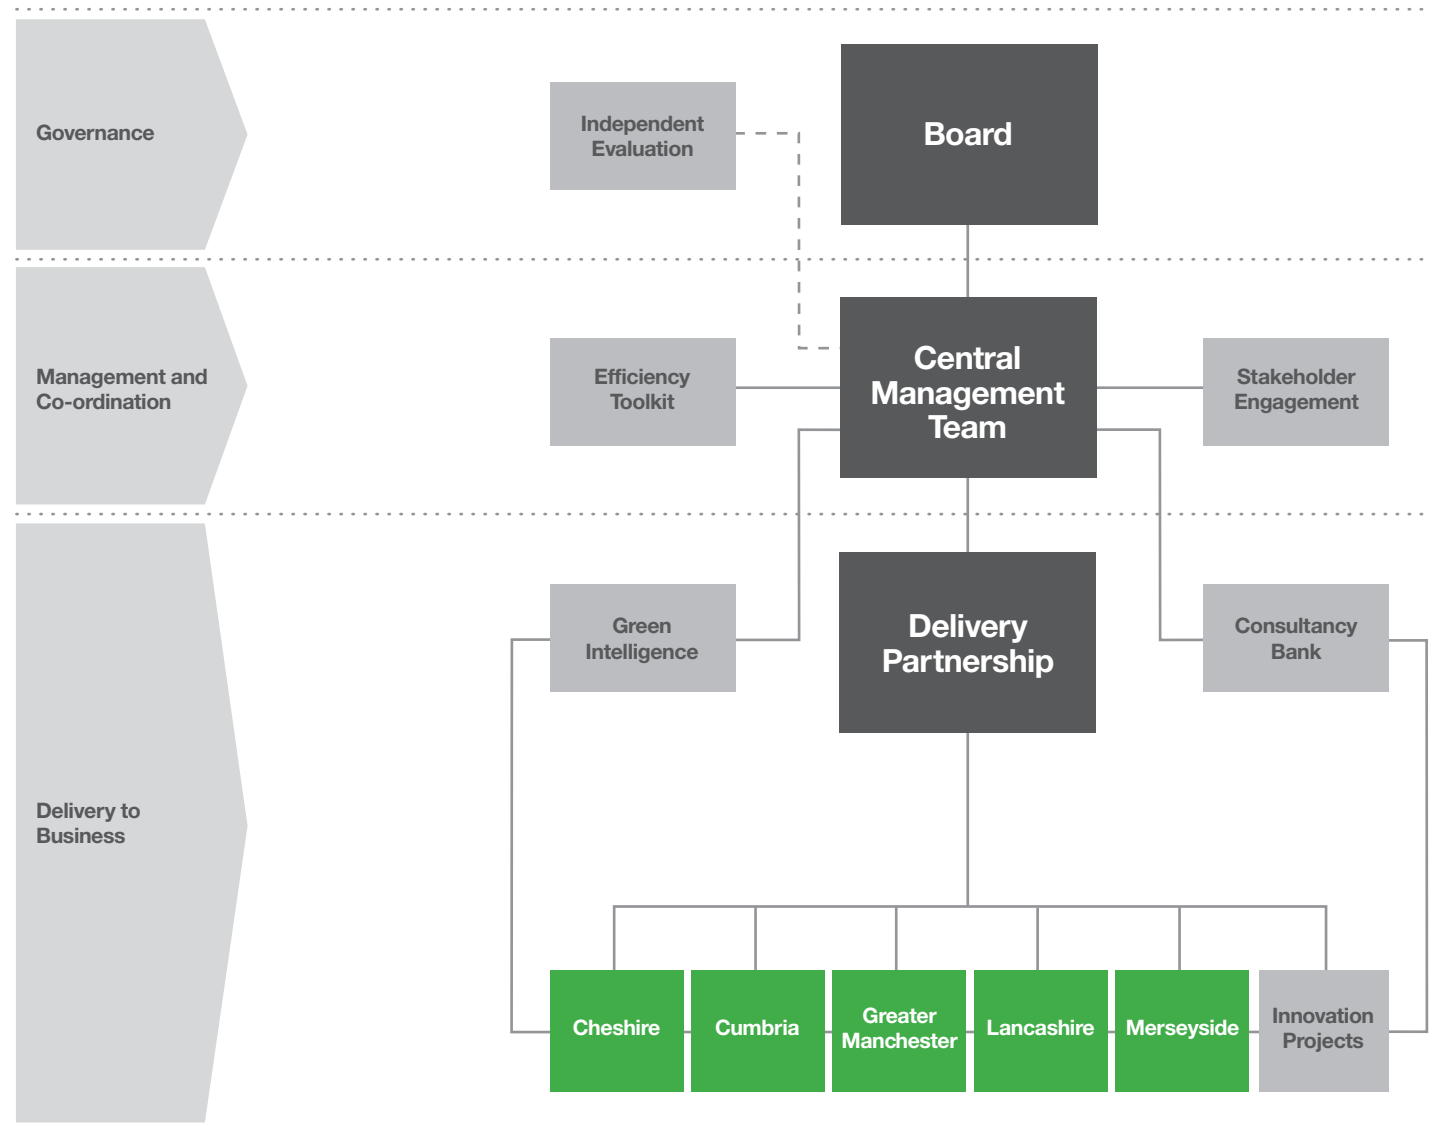 Governance
Independent
Evaluation
Board
Management and
Co-ordination
Efficiency
Toolkit
Central
Management
Team
Stakeholder
Engagement
Delivery to
Business
Green
Intelligence
Delivery
Partnership
Consultancy
Bank
Cheshire
Cumbria
Greater
Manchester
Lancashire
Merseyside
Innovation
Projects